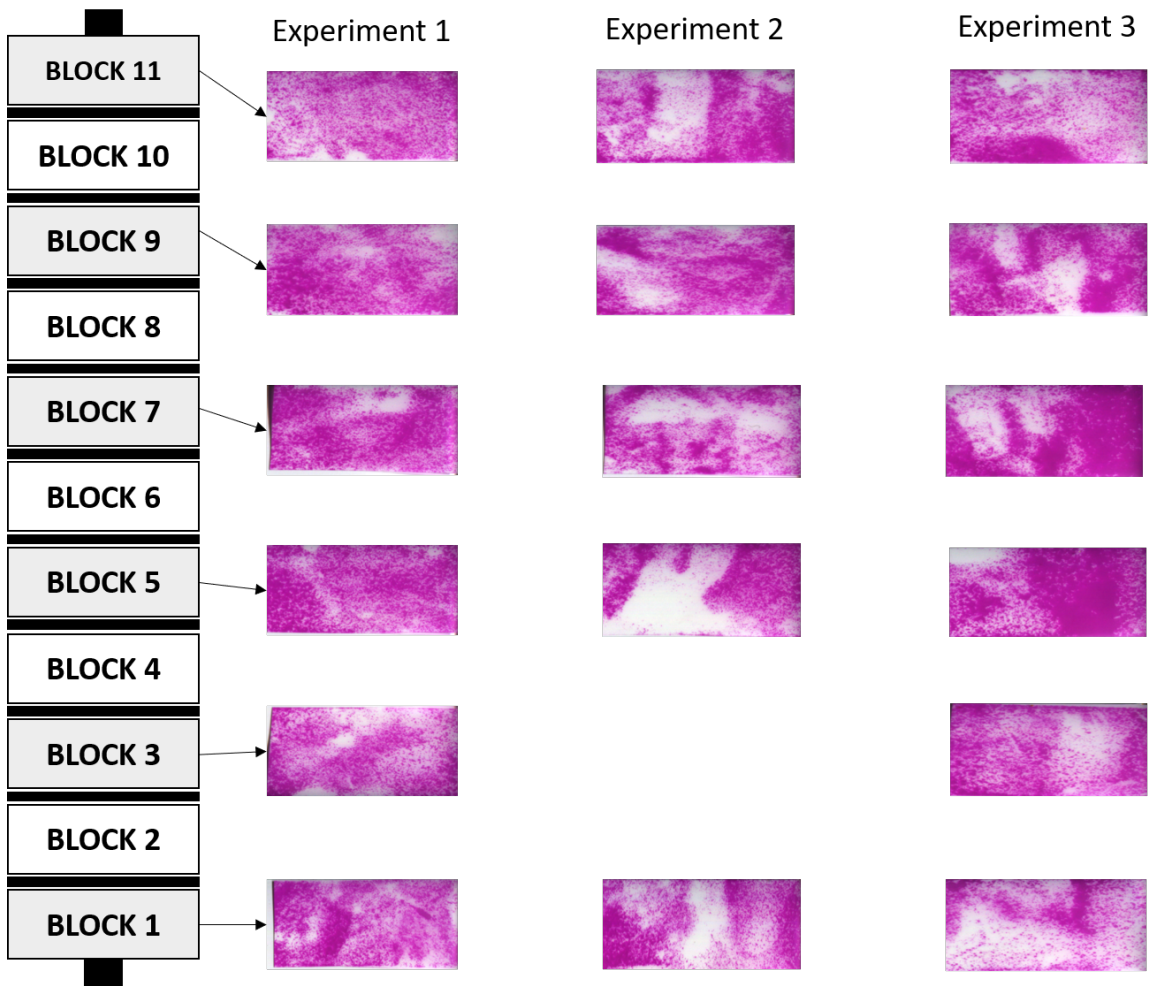 Experiment 1
Experiment 2
Experiment 3
BLOCK 11
BLOCK 10
BLOCK 9
BLOCK 8
BLOCK 7
BLOCK 6
BLOCK 5
BLOCK 4
BLOCK 3
BLOCK 2
BLOCK 1